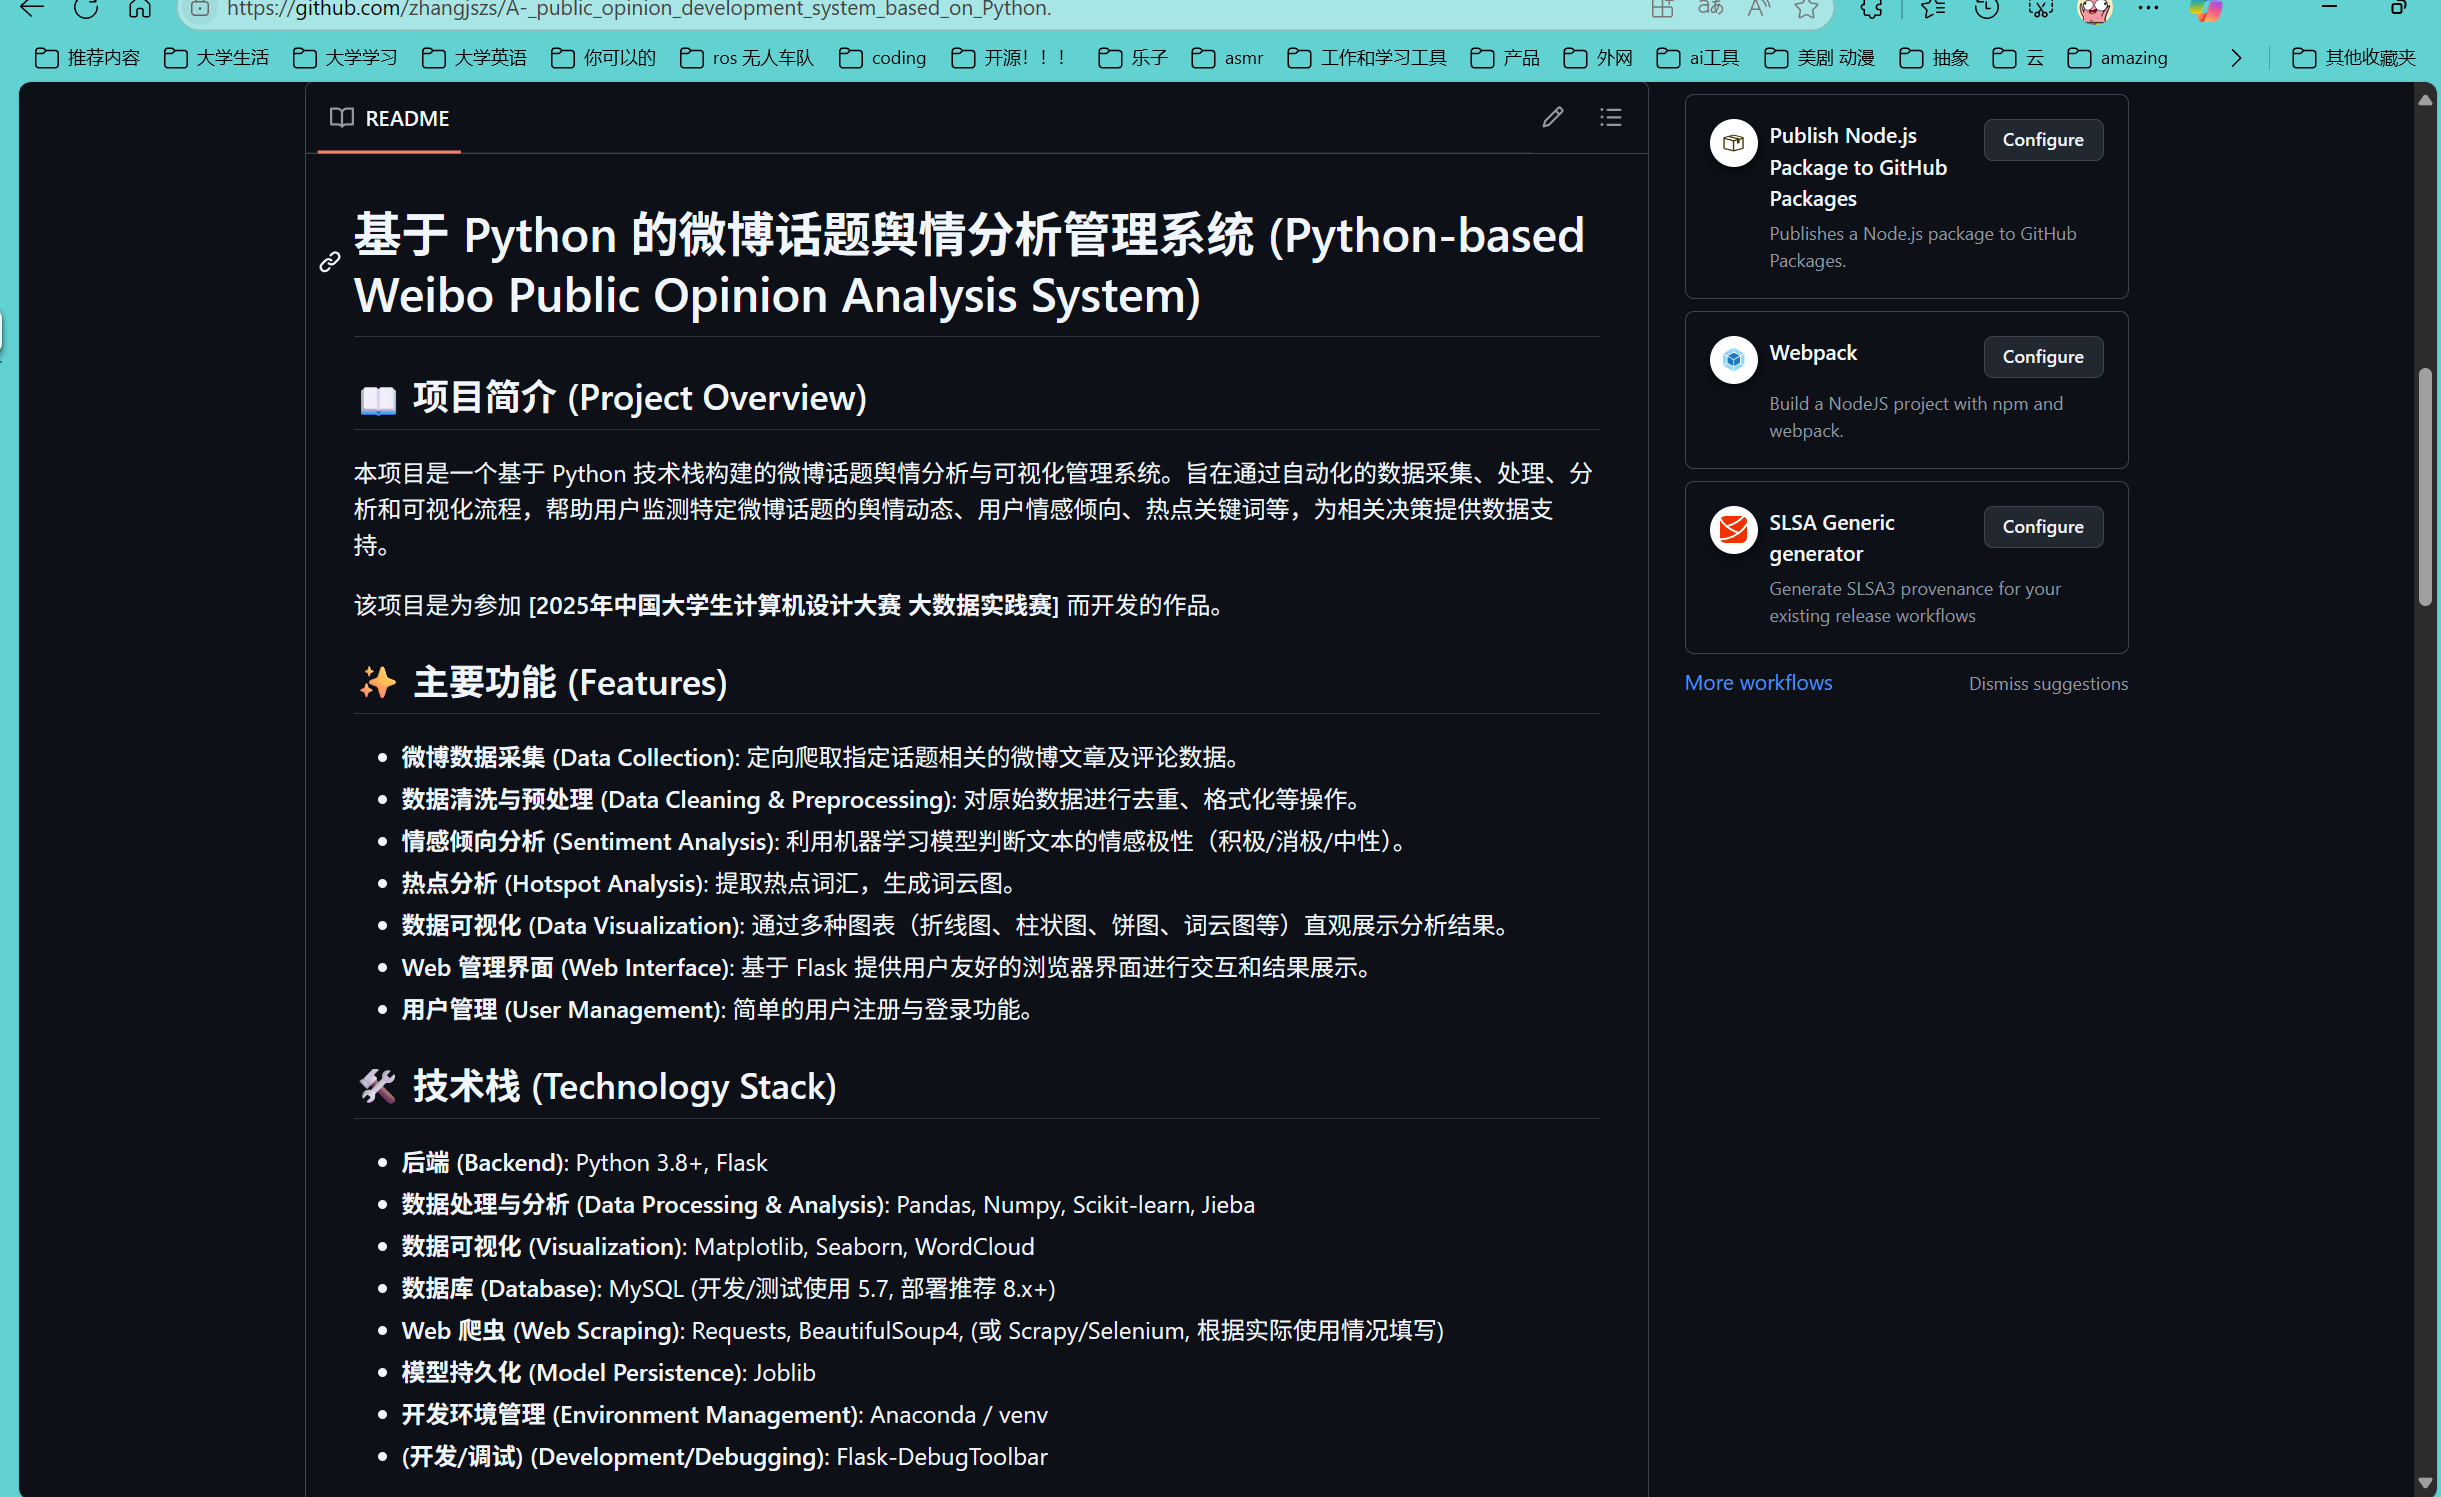 https://github.com/zhangjszs/A-_public_opinion_development_system_based_on_Python.
推荐内容 大学生活 大学学习 大学英语 你可以的 ros 无人车队 coding 开源！！！ 乐子 asmr 工作和学习工具 产品 外网 ai工具 美剧 动漫 抽象 云 amazing 其他收藏夹
README
基于 Python 的微博话题舆情分析管理系统 (Python-based
Weibo Public Opinion Analysis System)
📖 项目简介 (Project Overview)
本项目是一个基于 Python 技术栈构建的微博话题舆情分析与可视化管理系统。旨在通过自动化的数据采集、处理、分
析和可视化流程，帮助用户监测特定微博话题的舆情动态、用户情感倾向、热点关键词等，为相关决策提供数据支
持。
该项目是为参加 [2025年中国大学生计算机设计大赛 大数据实践赛] 而开发的作品。
✨ 主要功能 (Features)
• 微博数据采集 (Data Collection): 定向爬取指定话题相关的微博文章及评论数据。
• 数据清洗与预处理 (Data Cleaning & Preprocessing): 对原始数据进行去重、格式化等操作。
• 情感倾向分析 (Sentiment Analysis): 利用机器学习模型判断文本的情感极性（积极/消极/中性）。
• 热点分析 (Hotspot Analysis): 提取热点词汇，生成词云图。
• 数据可视化 (Data Visualization): 通过多种图表（折线图、柱状图、饼图、词云图等）直观展示分析结果。
• Web 管理界面 (Web Interface): 基于 Flask 提供用户友好的浏览器界面进行交互和结果展示。
• 用户管理 (User Management): 简单的用户注册与登录功能。
🛠️ 技术栈 (Technology Stack)
• 后端 (Backend): Python 3.8+, Flask
• 数据处理与分析 (Data Processing & Analysis): Pandas, Numpy, Scikit-learn, Jieba
• 数据可视化 (Visualization): Matplotlib, Seaborn, WordCloud
• 数据库 (Database): MySQL (开发/测试使用 5.7, 部署推荐 8.x+)
• Web 爬虫 (Web Scraping): Requests, BeautifulSoup4, (或 Scrapy/Selenium, 根据实际使用情况填写)
• 模型持久化 (Model Persistence): Joblib
• 开发环境管理 (Environment Management): Anaconda / venv
• (开发/调试) (Development/Debugging): Flask-DebugToolbar
Publish Node.js
Package to GitHub
Packages
Configure
Publishes a Node.js package to GitHub
Packages.
Webpack
Configure
Build a NodeJS project with npm and
webpack.
SLSA Generic
generator
Configure
Generate SLSA3 provenance for your
existing release workflows
More workflows
Dismiss suggestions